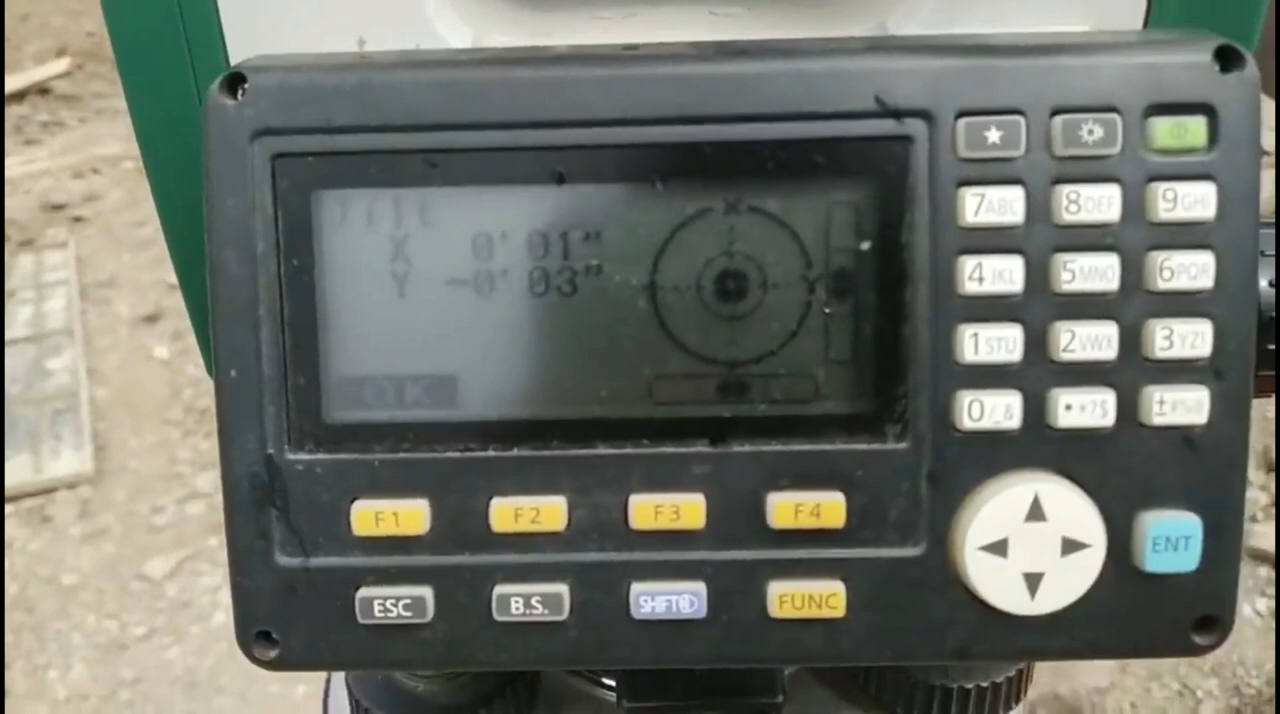 Tilt
X 0'01"
Y -0'03"
X
Y
OK
★
7ABC 8DEF 9GHI
4JKL 5MNO 6PQR
1STU 2VWX 3YZ
0/_& •*?$ ±#%@
F1 F2 F3 F4
ENT
ESC B.S. SHIFT FUNC